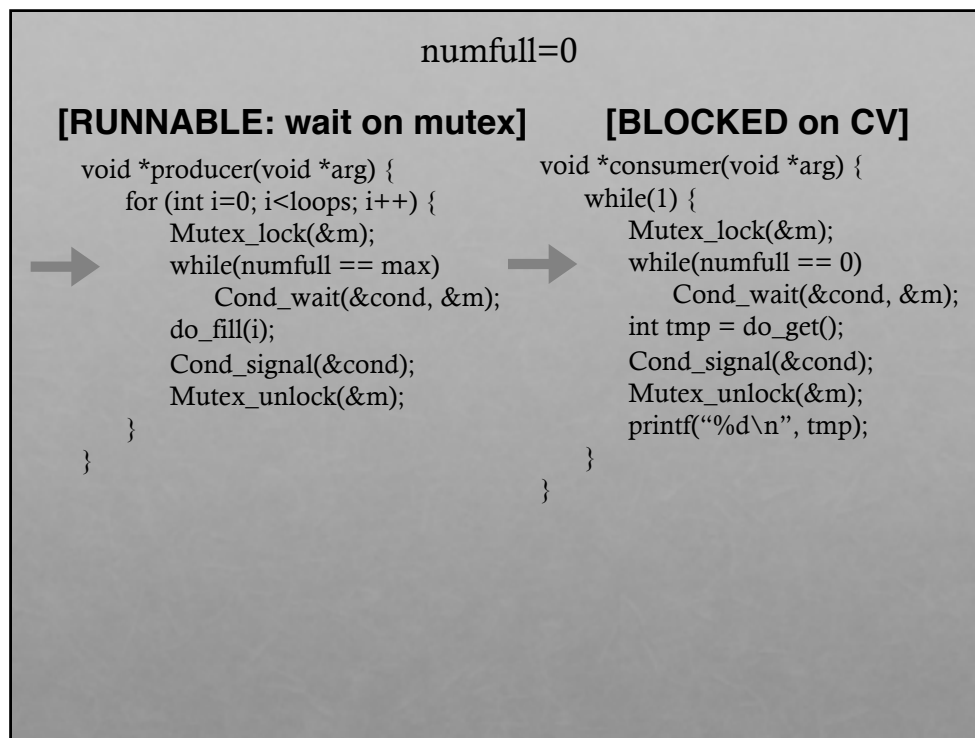 numfull=0
[RUNNABLE: wait on mutex]
void *producer(void *arg) {
for (int i=0; i<loops; i++) {
Mutex_lock(&m);
while(numfull == max)
Cond_wait(&cond, &m);
do_fill(i);
Cond_signal(&cond);
Mutex_unlock(&m);
}
}
[BLOCKED on CV]
void *consumer(void *arg) {
while(1) {
Mutex_lock(&m);
while(numfull == 0)
Cond_wait(&cond, &m);
int tmp = do_get();
Cond_signal(&cond);
Mutex_unlock(&m);
printf(“%d\n”, tmp);
}
}